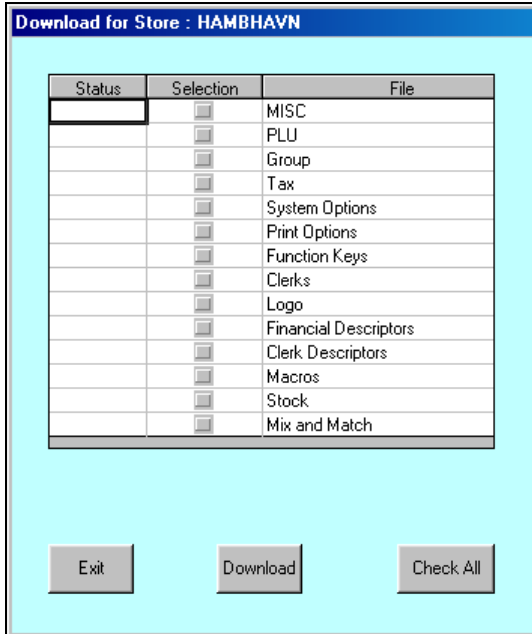 Download for Store : HAMBHAVN
Status Selection File
MISC
PLU
Group
Tax
System Options
Print Options
Function Keys
Clerks
Logo
Financial Descriptors
Clerk Descriptors
Macros
Stock
Mix and Match
Exit Download Check All